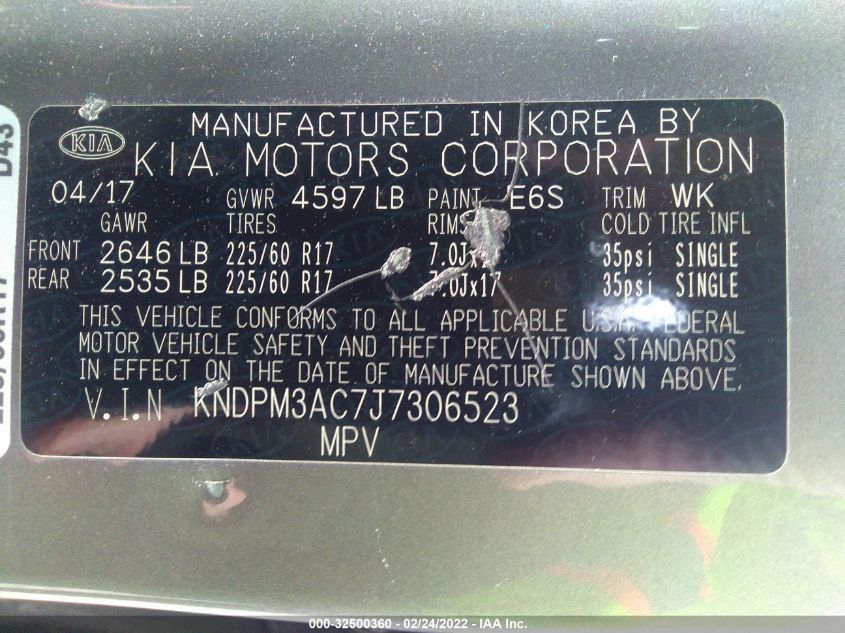 MANUFACTURED IN KOREA BY
KIA KIA MOTORS CORPORATION
04/17 GVWR 4597 LB PAINT E6S TRIM WK
GAWR TIRES RIMS COLD TIRE INFL
FRONT 2646 LB 225/60 R17 7.0Jx 35psi SINGLE
REAR 2535 LB 225/60 R17 7.0Jx17 35psi SINGLE
THIS VEHICLE CONFORMS TO ALL APPLICABLE U.S.A. FEDERAL
MOTOR VEHICLE SAFETY AND THEFT PREVENTION STANDARDS
IN EFFECT ON THE DATE OF MANUFACTURE SHOWN ABOVE.
V.I.N KNDPM3AC7J7306523
MPV
D43
000-32500360 - 02/24/2022 - IAA Inc.